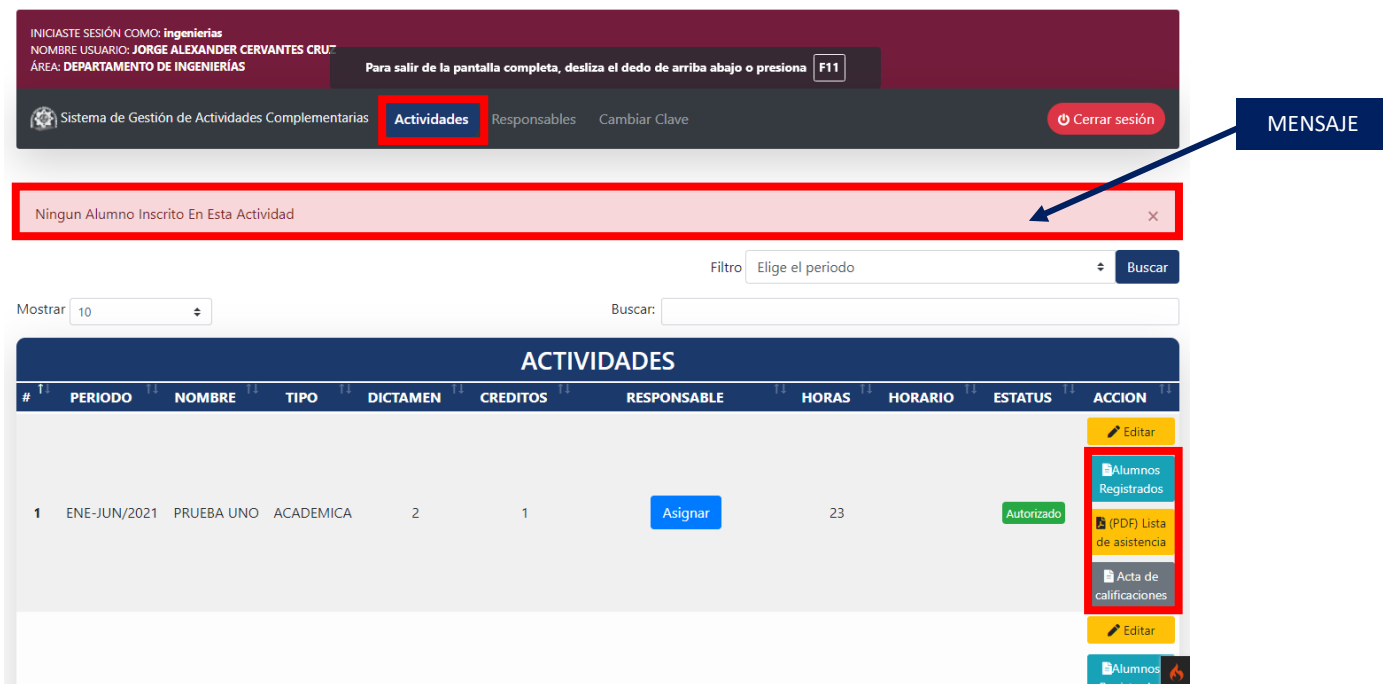 INICIASTE SESIÓN COMO: ingenierias
NOMBRE USUARIO: JORGE ALEXANDER CERVANTES CRUZ
ÁREA: DEPARTAMENTO DE INGENIERÍAS
Para salir de la pantalla completa, desliza el dedo de arriba abajo o presiona F11
Sistema de Gestión de Actividades Complementarias Actividades Responsables Cambiar Clave Cerrar sesión
MENSAJE
Ningun Alumno Inscrito En Esta Actividad ×
Filtro Elige el periodo Buscar
Mostrar 10 Buscar:
ACTIVIDADES
# PERIODO NOMBRE TIPO DICTAMEN CREDITOS RESPONSABLE HORAS HORARIO ESTATUS ACCION
Editar
Alumnos
Registrados
1 ENE-JUN/2021 PRUEBA UNO ACADEMICA 2 1 Asignar 23 Autorizado
(PDF) Lista
de asistencia
Acta de
calificaciones
Editar
Alumnos